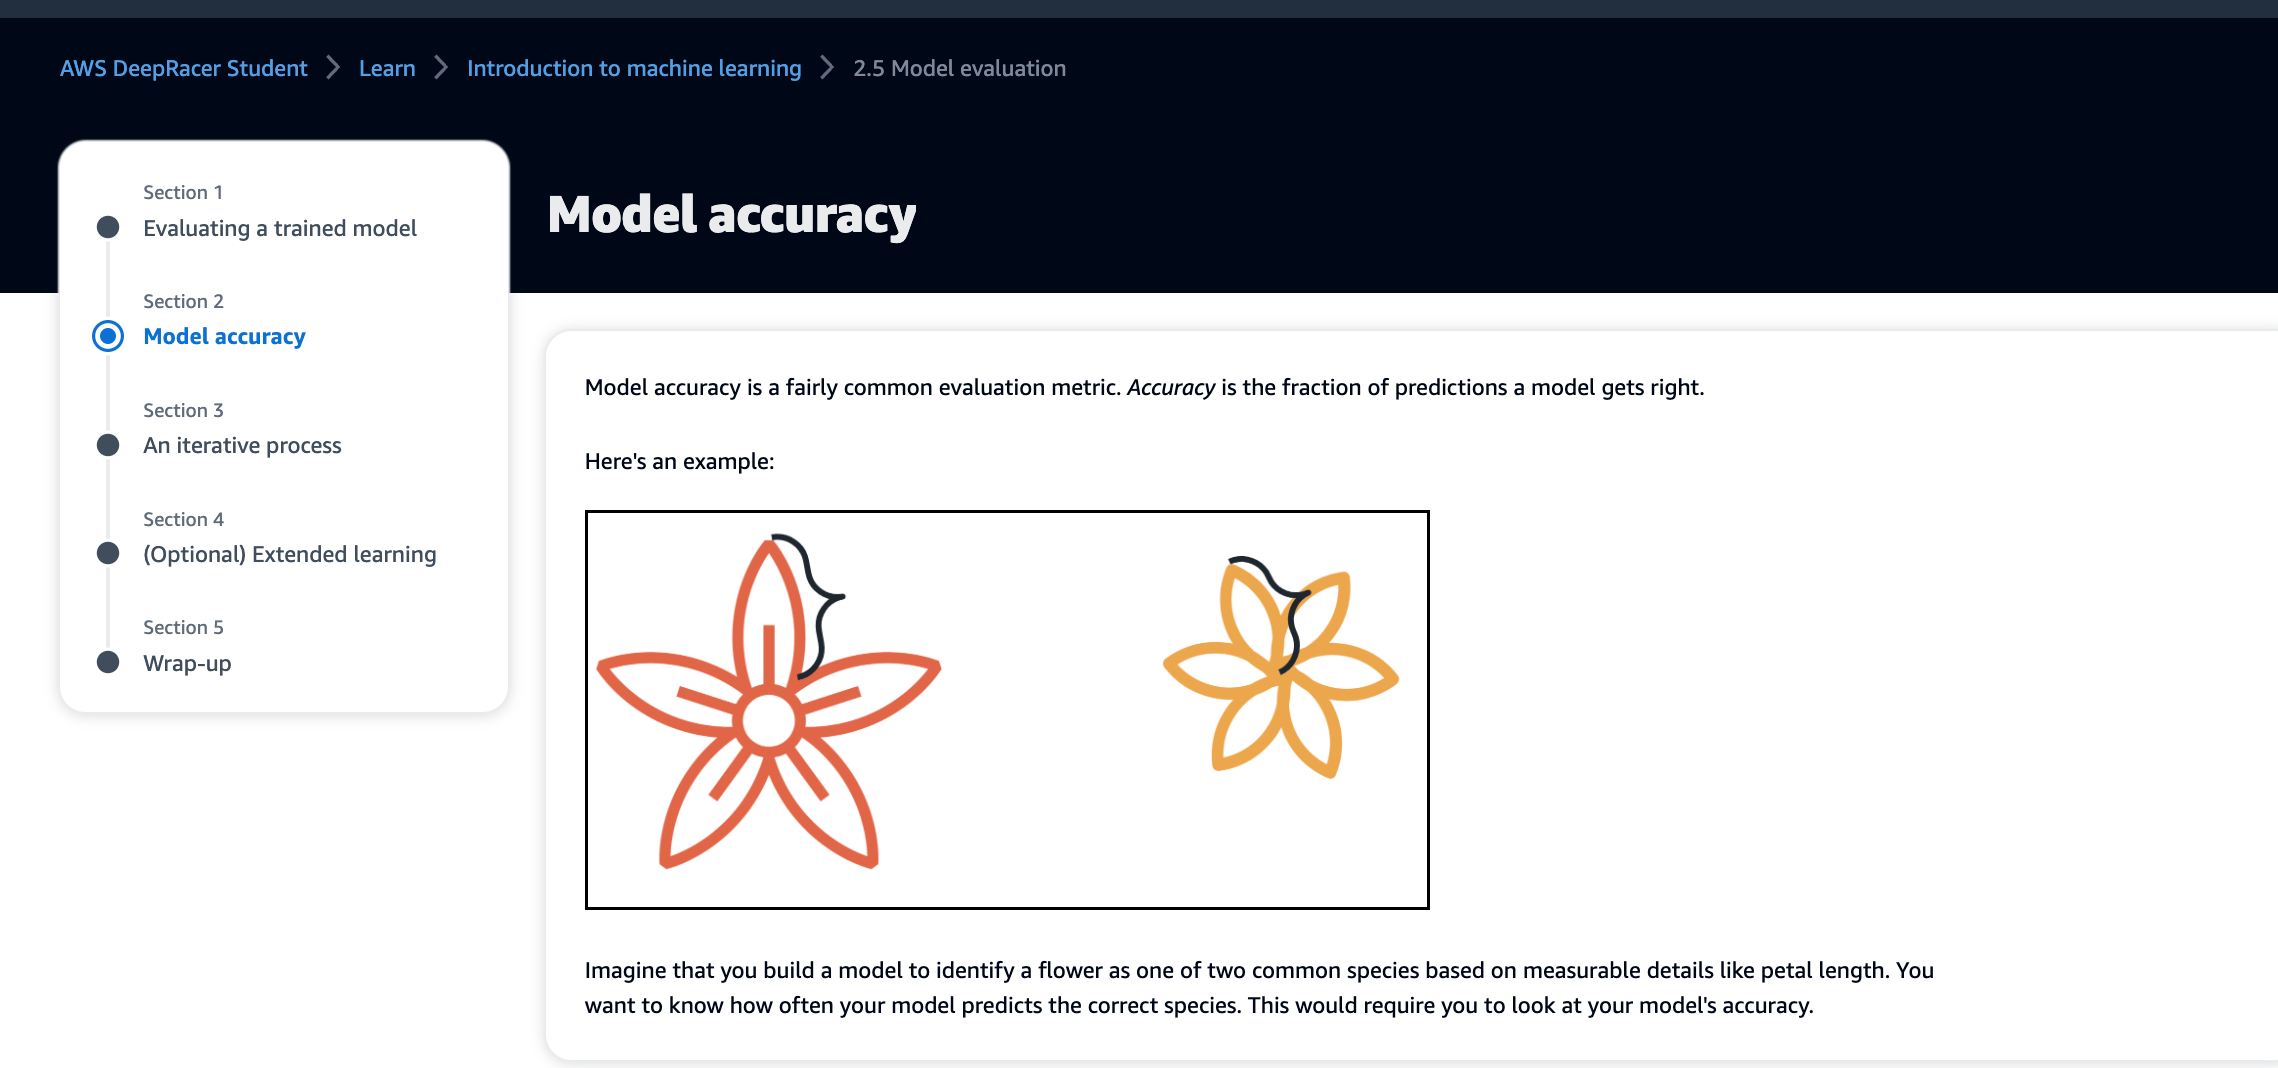 AWS DeepRacer Student > Learn > Introduction to machine learning > 2.5 Model evaluation
Section 1
Evaluating a trained model
Section 2
Model accuracy
Section 3
An iterative process
Section 4
(Optional) Extended learning
Section 5
Wrap-up
Model accuracy
Model accuracy is a fairly common evaluation metric. Accuracy is the fraction of predictions a model gets right.
Here's an example:
Imagine that you build a model to identify a flower as one of two common species based on measurable details like petal length. You
want to know how often your model predicts the correct species. This would require you to look at your model's accuracy.